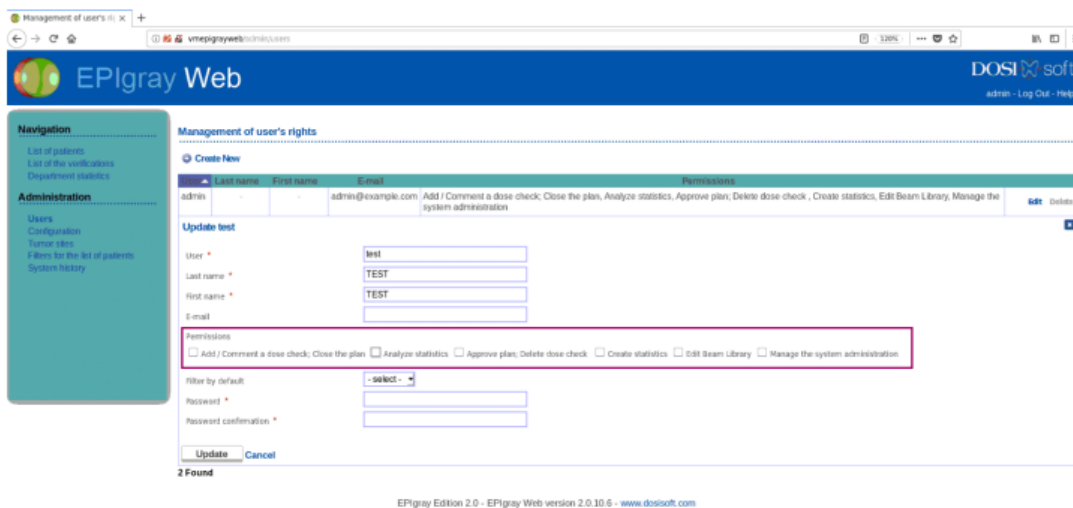 Management of user's ri
vmepigrayweb/admin/users
120%
EPIgray Web
DOSI soft
admin - Log Out - Help
Navigation
List of patients
List of the verifications
Department statistics
Administration
Users
Configuration
Tumor sites
Filters for the list of patients
System history
Management of user's rights
Create New
User Last name First name E-mail Permissions
admin - - admin@example.com Add / Comment a dose check; Close the plan, Analyze statistics, Approve plan; Delete dose check , Create statistics, Edit Beam Library, Manage the
system administration
Edit Delete
Update test
User * test
Last name * TEST
First name * TEST
E-mail
Permissions
Add / Comment a dose check; Close the plan Analyze statistics Approve plan; Delete dose check Create statistics Edit Beam Library Manage the system administration
Filter by default - select -
Password *
Password confirmation *
Update Cancel
2 Found
EPIgray Edition 2.0 - EPIgray Web version 2.0.10.6 - www.dosisoft.com